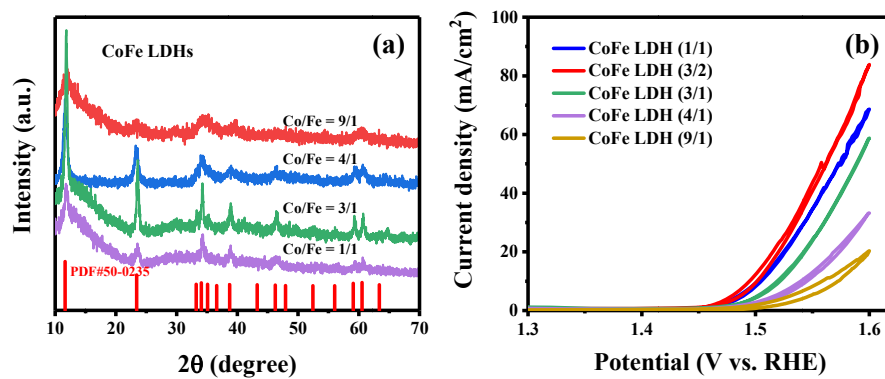 CoFe LDHs
(a)
Co/Fe = 9/1
Co/Fe = 4/1
Co/Fe = 3/1
Co/Fe = 1/1
PDF#50-0235
Intensity (a.u.)
10 20 30 40 50 60 70
2θ (degree)
(b)
CoFe LDH (1/1)
CoFe LDH (3/2)
CoFe LDH (3/1)
CoFe LDH (4/1)
CoFe LDH (9/1)
Current density (mA/cm²)
100
80
60
40
20
0
1.3 1.4 1.5 1.6
Potential (V vs. RHE)